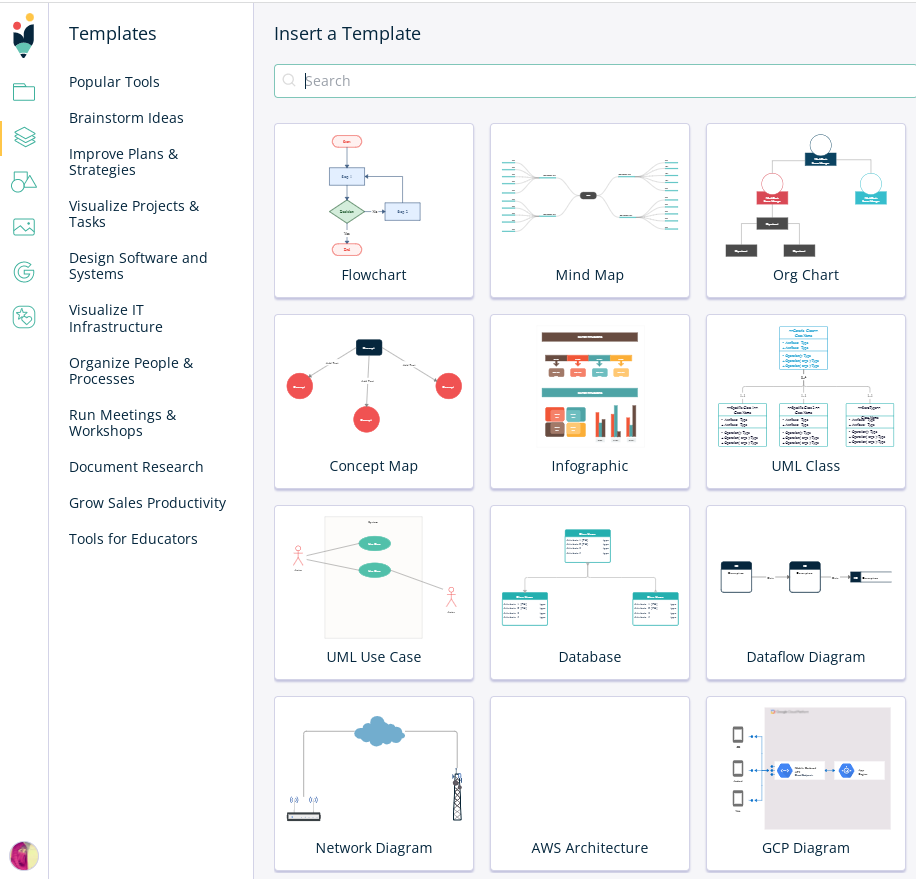 Templates
Popular Tools
Brainstorm Ideas
Improve Plans &
Strategies
Visualize Projects &
Tasks
Design Software and
Systems
Visualize IT
Infrastructure
Organize People &
Processes
Run Meetings &
Workshops
Document Research
Grow Sales Productivity
Tools for Educators
Insert a Template
Search
Flowchart
Mind Map
Org Chart
Concept Map
Infographic
UML Class
UML Use Case
Database
Dataflow Diagram
Network Diagram
AWS Architecture
GCP Diagram